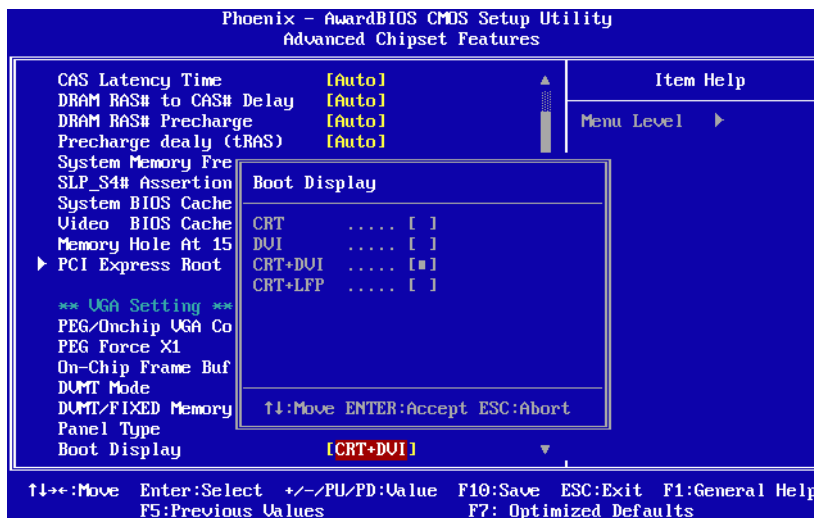 Phoenix - AwardBIOS CMOS Setup Utility
Advanced Chipset Features
CAS Latency Time [Auto]
DRAM RAS# to CAS# Delay [Auto]
DRAM RAS# Precharge [Auto]
Precharge dealy (tRAS) [Auto]
System Memory Fre
SLP_S4# Assertion
System BIOS Cache
Video BIOS Cache
Memory Hole At 15
PCI Express Root
** VGA Setting **
PEG/Onchip VGA Co
PEG Force X1
On-Chip Frame Buf
DVMT Mode
DVMT/FIXED Memory
Panel Type
Boot Display [CRT+DVI]
Boot Display
CRT ..... [ ]
DVI ..... [ ]
CRT+DVI ..... [■]
CRT+LFP ..... [ ]
↑↓:Move ENTER:Accept ESC:Abort
Item Help
Menu Level ▶
↑↓→←:Move Enter:Select +/-/PU/PD:Value F10:Save ESC:Exit F1:General Help
F5:Previous Values F7: Optimized Defaults